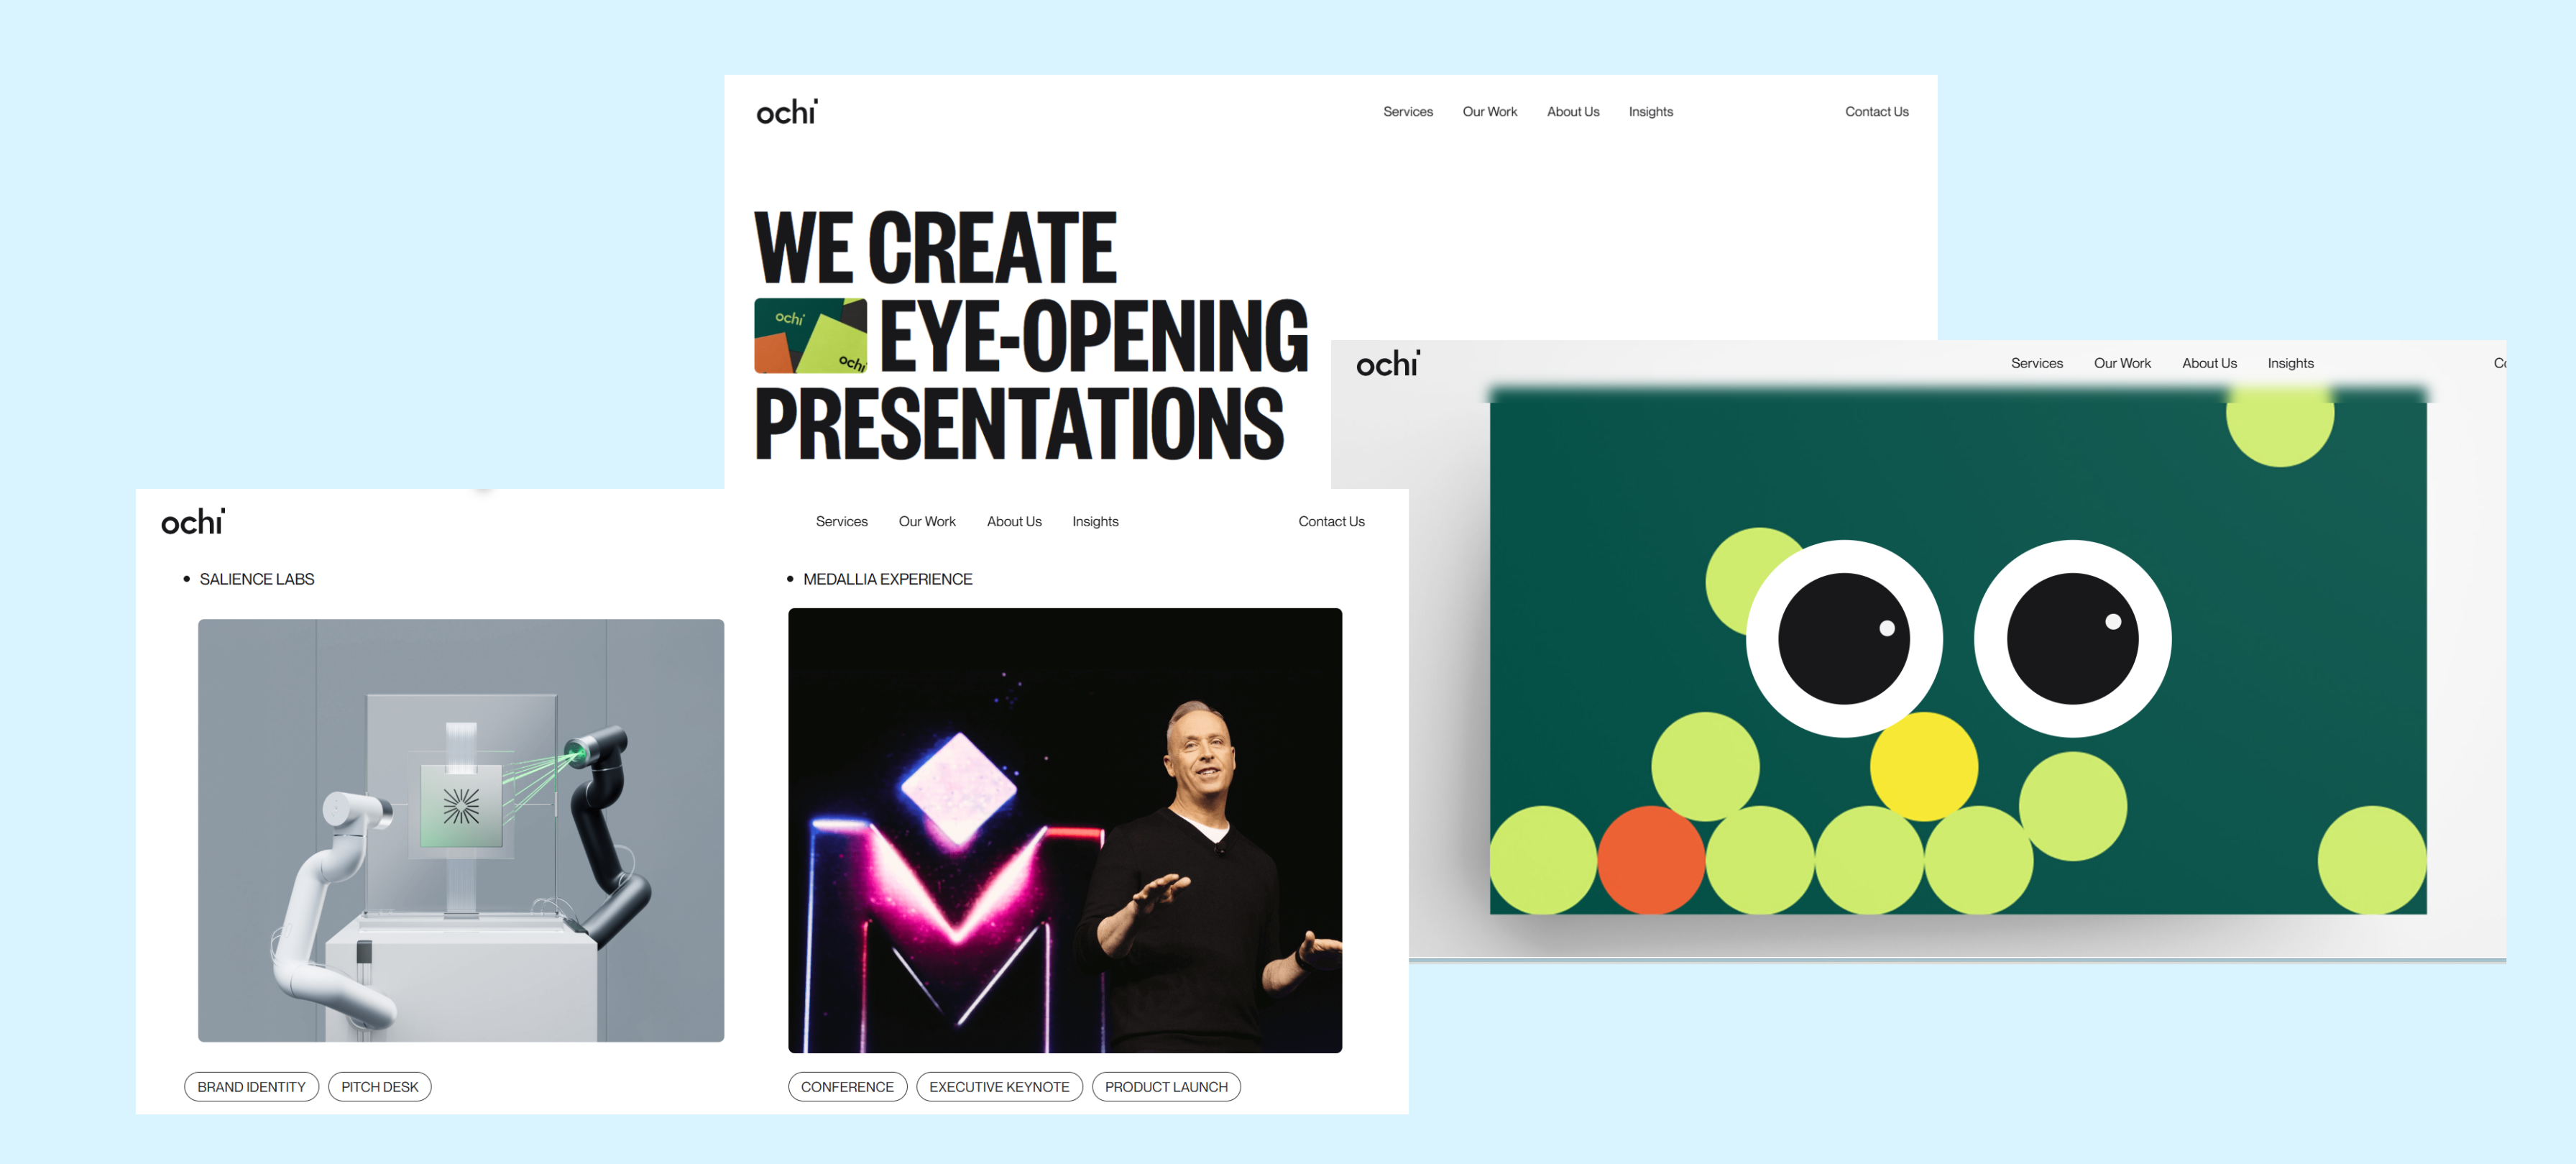 ochi
Services Our Work About Us Insights Contact Us
WE CREATE
ochi ochi EYE-OPENING
PRESENTATIONS
ochi
Services Our Work About Us Insights
ochi
Services Our Work About Us Insights Contact Us
• SALIENCE LABS
• MEDALLIA EXPERIENCE
BRAND IDENTITY PITCH DESK
CONFERENCE EXECUTIVE KEYNOTE PRODUCT LAUNCH